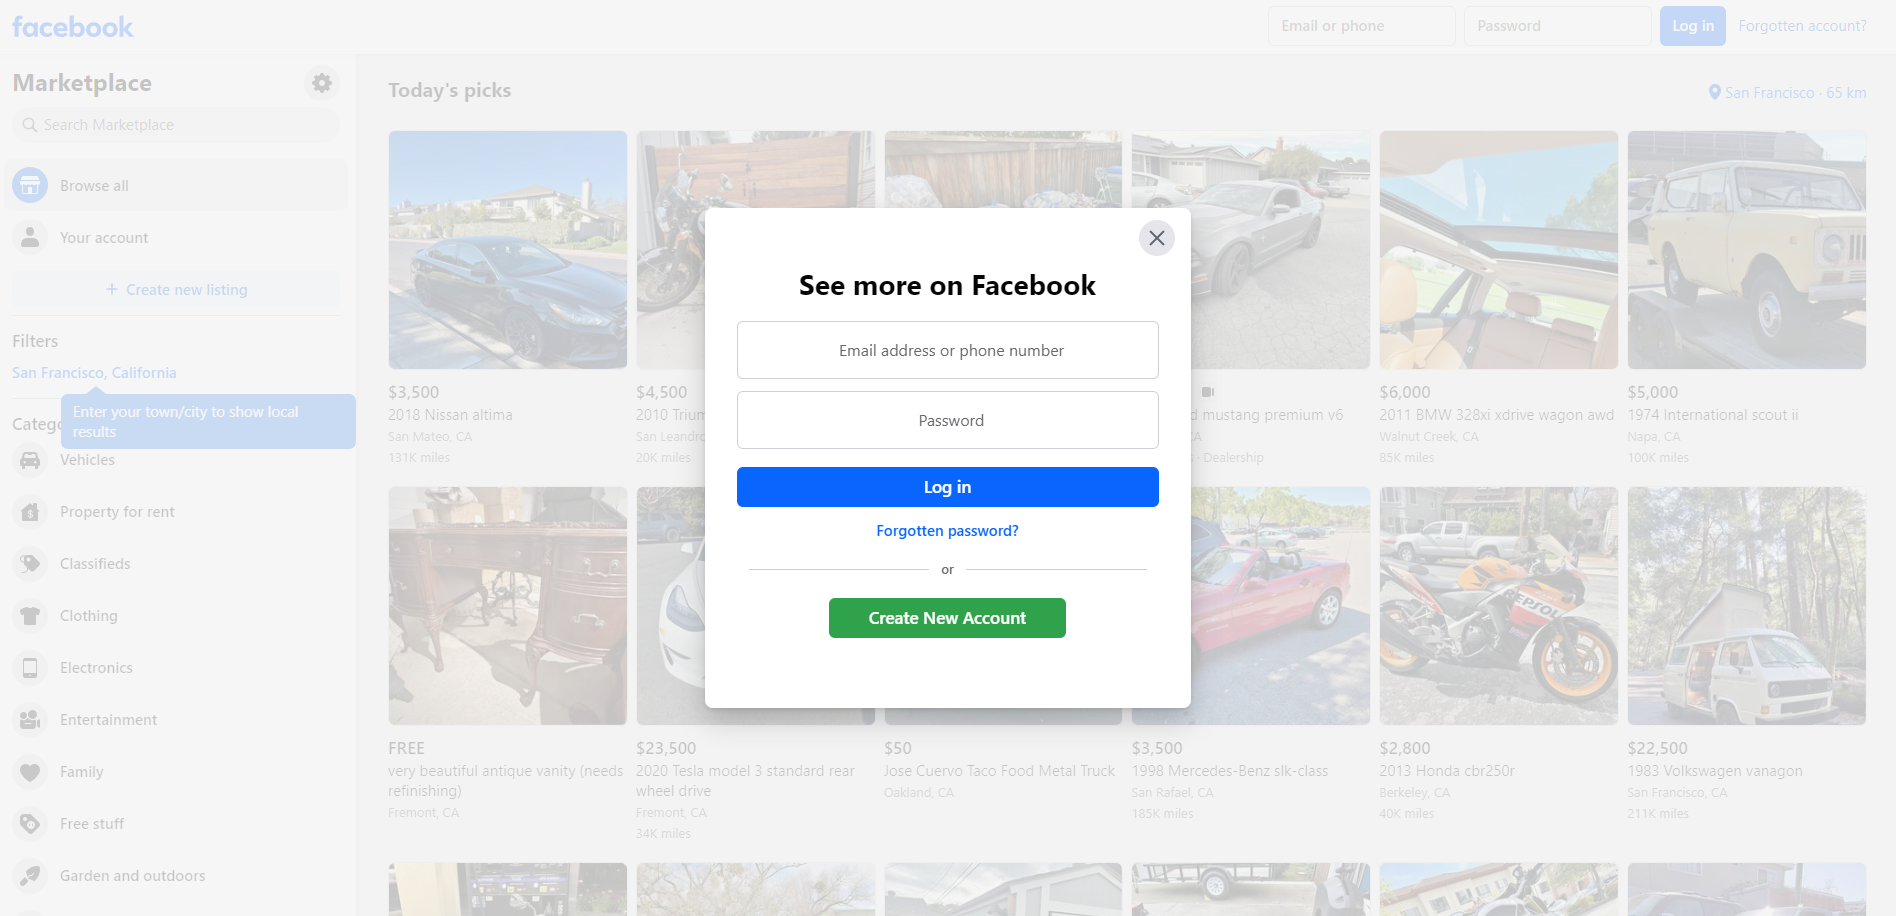 facebook
Email or phone
Password
Log in
Forgotten account?
Marketplace
Search Marketplace
Browse all
Your account
+ Create new listing
Filters
San Francisco, California
Enter your town/city to show local
results
Vehicles
Property for rent
Classifieds
Clothing
Electronics
Entertainment
Family
Free stuff
Garden and outdoors
Today's picks
San Francisco · 65 km
$3,500
2018 Nissan altima
San Mateo, CA
131K miles
$4,500
2010
20K miles
mustang premium v6
CA
· Dealership
$6,000
2011 BMW 328xi xdrive wagon awd
Walnut Creek, CA
85K miles
$5,000
1974 International scout ii
Napa, CA
100K miles
See more on Facebook
Email address or phone number
Password
Log in
Forgotten password?
or
Create New Account
REPSOL
FREE
very beautiful antique vanity (needs
refinishing)
Fremont, CA
$23,500
2020 Tesla model 3 standard rear
wheel drive
Fremont, CA
34K miles
$50
Jose Cuervo Taco Food Metal Truck
Oakland, CA
$3,500
1998 Mercedes-Benz slk-class
San Rafael, CA
185K miles
$2,800
2013 Honda cbr250r
Berkeley, CA
40K miles
$22,500
1983 Volkswagen vanagon
San Francisco, CA
211K miles